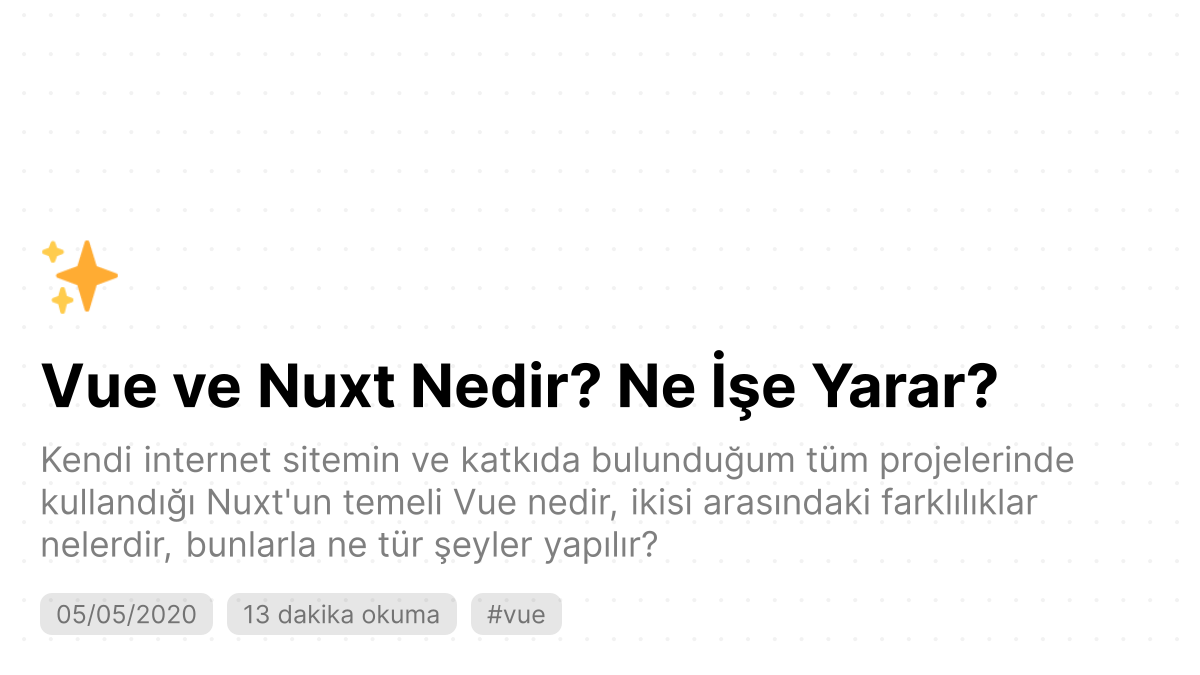 Vue ve Nuxt Nedir? Ne İşe Yarar?
Kendi internet sitemin ve katkıda bulunduğum tüm projelerinde
kullandığı Nuxt'un temeli Vue nedir, ikisi arasındaki farklılıklar
nelerdir, bunlarla ne tür şeyler yapılır?
05/05/2020 13 dakika okuma #vue